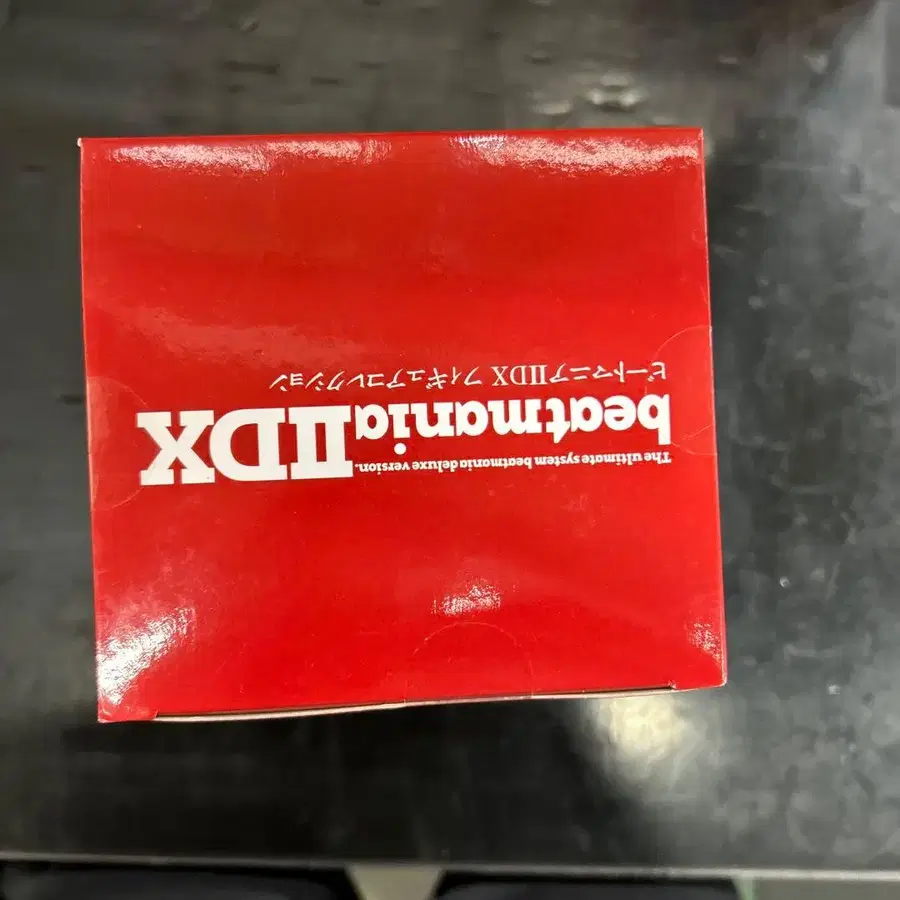 The ultimate system beatmania deluxe version.
beatmaniaIIDX
ビートマニアIIDX フィギュアコレクション